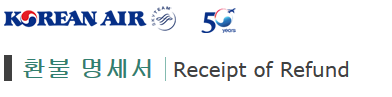 KOREAN AIR SKYTEAM 50 years
환불 명세서 Receipt of Refund